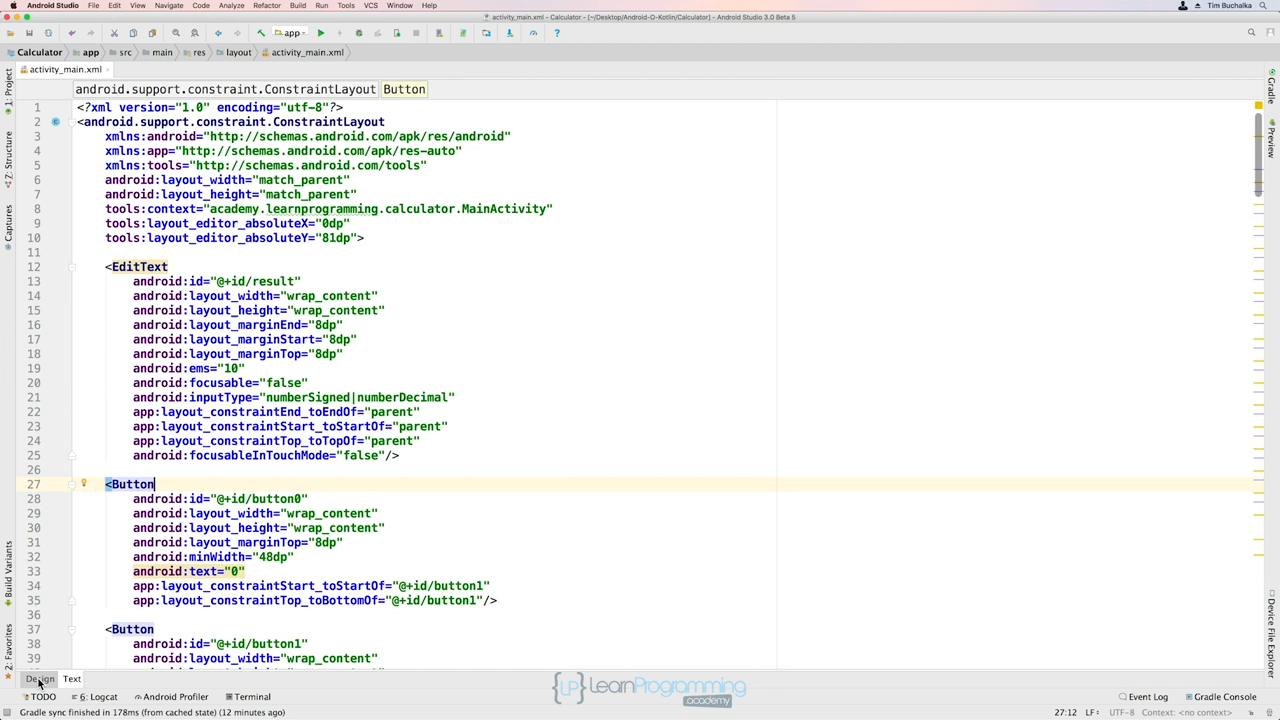 Android Studio File Edit View Navigate Code Analyze Refactor Build Run Tools VCS Window Help Tim Buchalka
activity_main.xml - Calculator - [~/Desktop/Android-O-Kotlin/Calculator] - Android Studio 3.0 Beta 5
app
Calculator app src main res layout activity_main.xml
activity_main.xml
android.support.constraint.ConstraintLayout Button
1 <?xml version="1.0" encoding="utf-8"?>
2 <android.support.constraint.ConstraintLayout
3 xmlns:android="http://schemas.android.com/apk/res/android"
4 xmlns:app="http://schemas.android.com/apk/res-auto"
5 xmlns:tools="http://schemas.android.com/tools"
6 android:layout_width="match_parent"
7 android:layout_height="match_parent"
8 tools:context="academy.learnprogramming.calculator.MainActivity"
9 tools:layout_editor_absoluteX="0dp"
10 tools:layout_editor_absoluteY="81dp">
11
12 <EditText
13 android:id="@+id/result"
14 android:layout_width="wrap_content"
15 android:layout_height="wrap_content"
16 android:layout_marginEnd="8dp"
17 android:layout_marginStart="8dp"
18 android:layout_marginTop="8dp"
19 android:ems="10"
20 android:focusable="false"
21 android:inputType="numberSigned|numberDecimal"
22 app:layout_constraintEnd_toEndOf="parent"
23 app:layout_constraintStart_toStartOf="parent"
24 app:layout_constraintTop_toTopOf="parent"
25 android:focusableInTouchMode="false"/>
26
27 <Button
28 android:id="@+id/button0"
29 android:layout_width="wrap_content"
30 android:layout_height="wrap_content"
31 android:layout_marginTop="8dp"
32 android:minWidth="48dp"
33 android:text="0"
34 app:layout_constraintStart_toStartOf="@+id/button1"
35 app:layout_constraintTop_toBottomOf="@+id/button1"/>
36
37 <Button
38 android:id="@+id/button1"
39 android:layout_width="wrap_content"
1: Project
7: Structure
Captures
Build Variants
2: Favorites
Gradle
Preview
Device File Explorer
Design Text
LP LearnProgramming
.academy
TODO 6: Logcat Android Profiler Terminal Event Log Gradle Console
Gradle sync finished in 178ms (from cached state) (12 minutes ago) 27:12 LF UTF-8 Context: <no context>